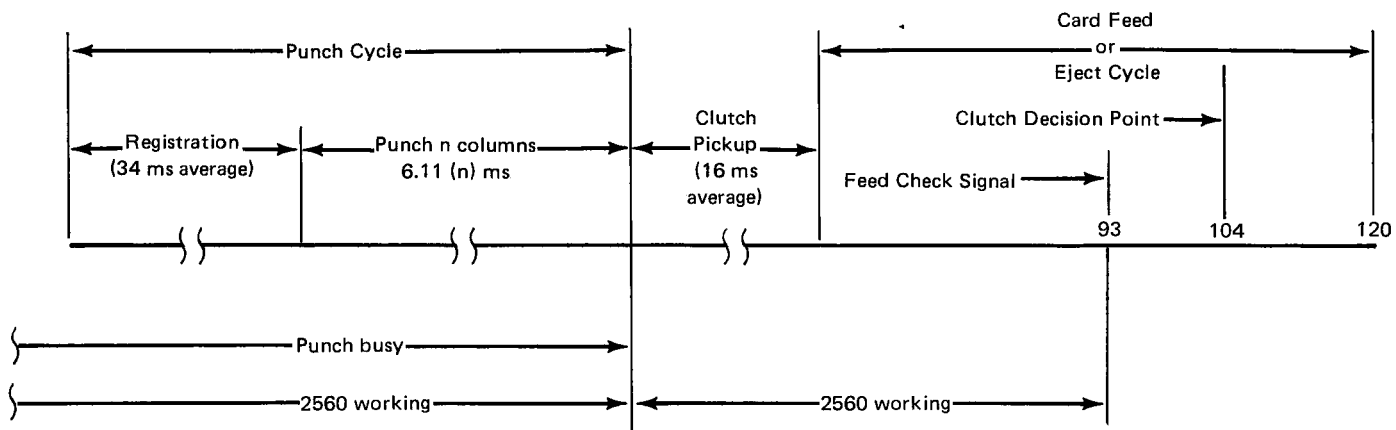 Card Feed
or
Eject Cycle
Punch Cycle
Clutch Decision Point
Registration
(34 ms average)
Punch n columns
6.11 (n) ms
Clutch
Pickup
(16 ms
average)
Feed Check Signal
93
104
120
Punch busy
2560 working
2560 working